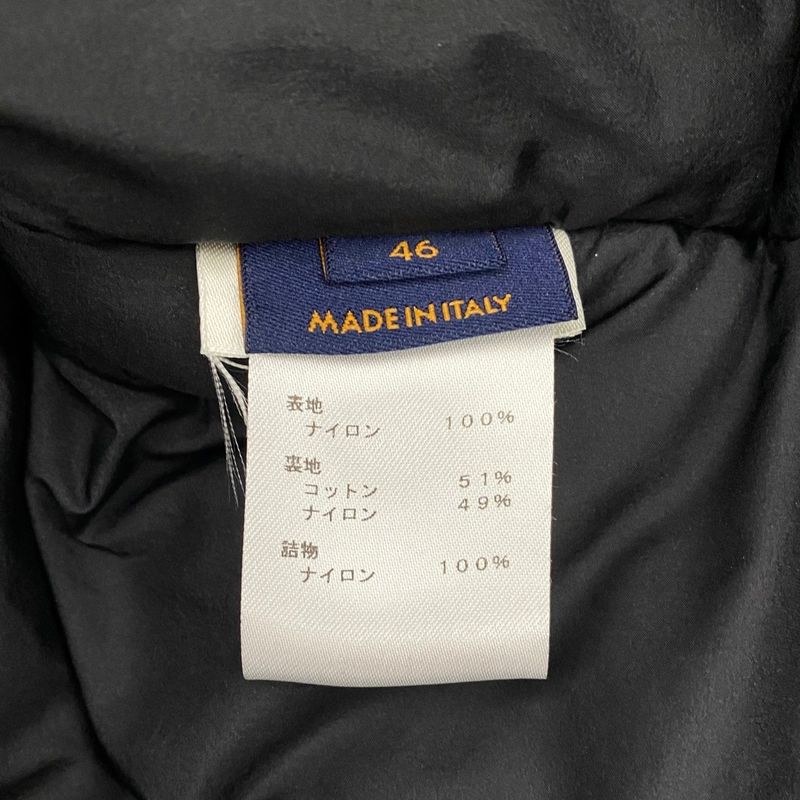 46
MADE IN ITALY
表地
ナイロン 100%
裏地
コットン 51%
ナイロン 49%
詰物
ナイロン 100%